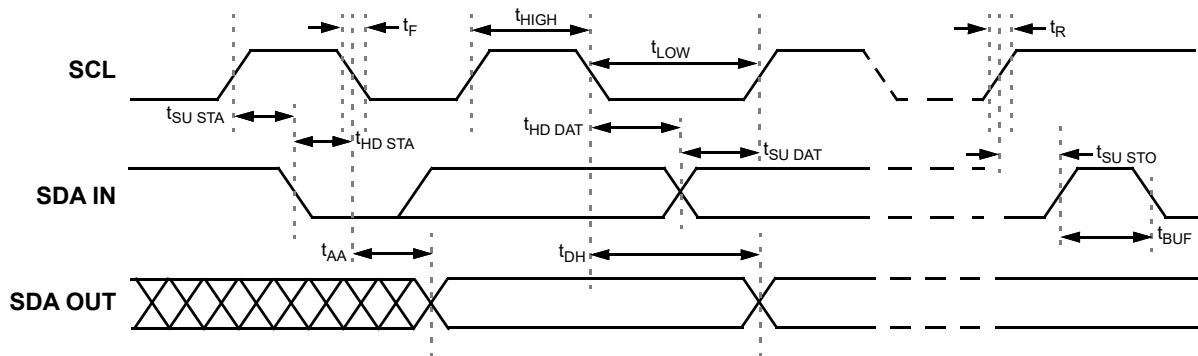 tF
tHIGH
tR
tLOW
SCL
tSU STA
tHD STA
tHD DAT
tSU DAT
tSU STO
SDA IN
tAA
tDH
tBUF
SDA OUT